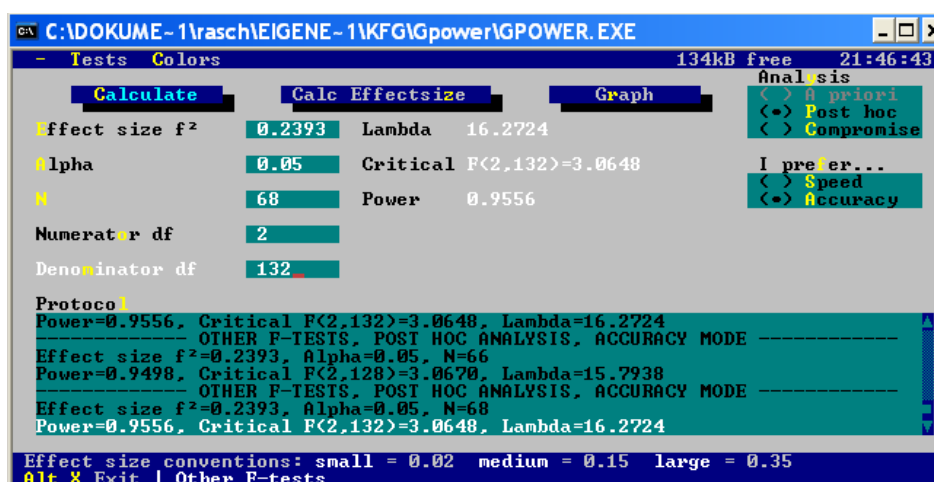 C:\DOKUME~1\rasch\EIGENE~1\KFG\Gpower\GPOWER.EXE
- Tests Colors 134kB free 21:46:43
Analysis
Calculate Calc Effectsize Graph ( ) A priori
(•) Post hoc
Effect size f² 0.2393 Lambda 16.2724 ( ) Compromise
Alpha 0.05 Critical F(2,132)=3.0648 I prefer...
( ) Speed
N 68 Power 0.9556 (•) Accuracy
Numerator df 2
Denominator df 132_
Protocol
Power=0.9556, Critical F(2,132)=3.0648, Lambda=16.2724
------------- OTHER F-TESTS, POST HOC ANALYSIS, ACCURACY MODE ------------
Effect size f²=0.2393, Alpha=0.05, N=66
Power=0.9498, Critical F(2,128)=3.0670, Lambda=15.7938
------------- OTHER F-TESTS, POST HOC ANALYSIS, ACCURACY MODE ------------
Effect size f²=0.2393, Alpha=0.05, N=68
Power=0.9556, Critical F(2,132)=3.0648, Lambda=16.2724
Effect size conventions: small = 0.02 medium = 0.15 large = 0.35
Alt X Exit | Other F-tests